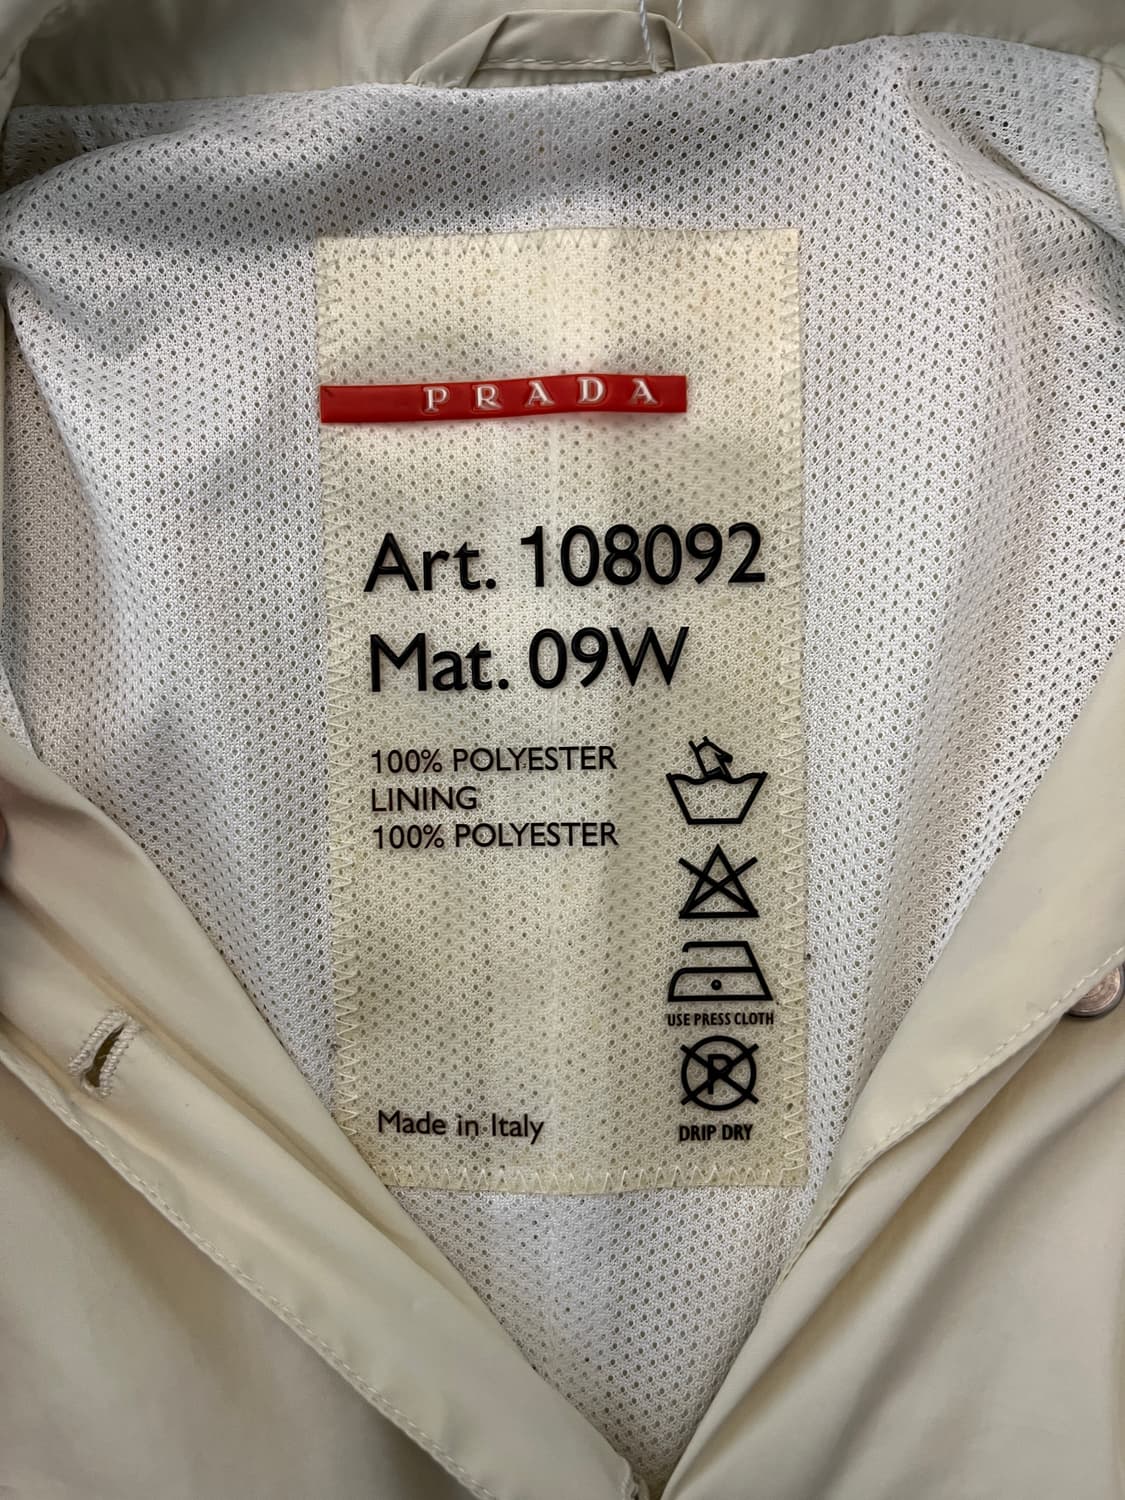 PRADA
Art. 108092
Mat. 09W
100% POLYESTER
LINING
100% POLYESTER
USE PRESS CLOTH
P
DRIP DRY
Made in Italy